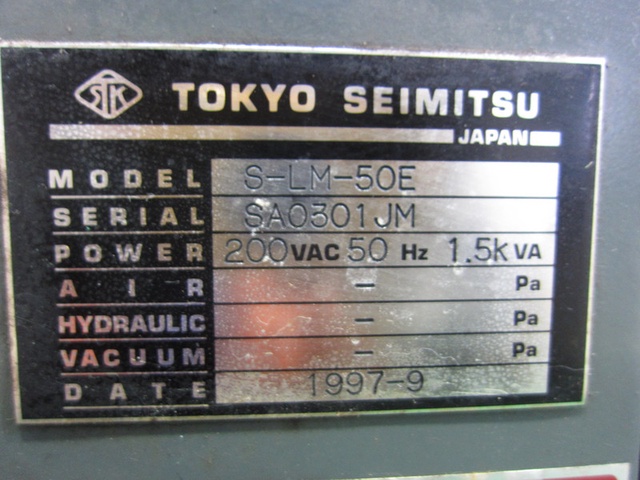 STK TOKYO SEIMITSU
JAPAN
MODEL S-LM-50E
SERIAL SA0301JM
POWER 200VAC 50 Hz 1.5kVA
AIR – Pa
HYDRAULIC – Pa
VACUUM – Pa
DATE 1997-9